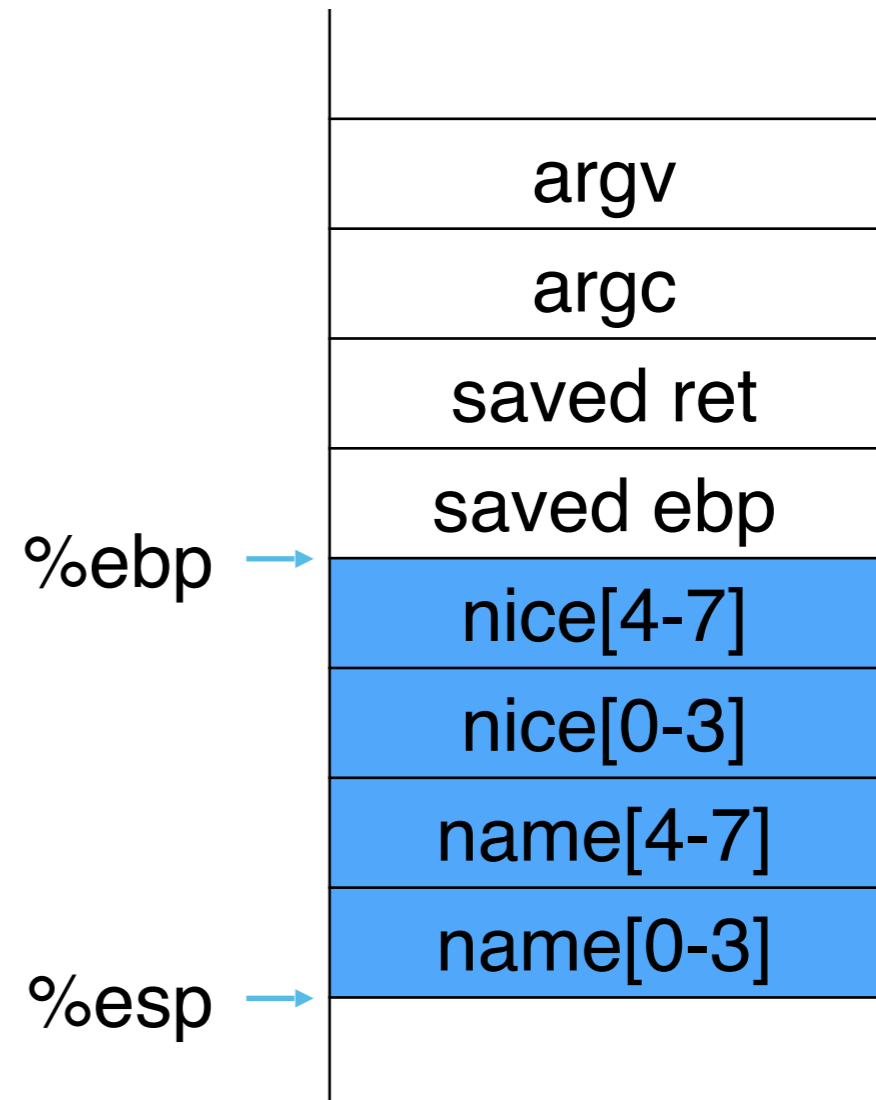 argv
argc
saved ret
saved ebp
%ebp
nice[4-7]
nice[0-3]
name[4-7]
name[0-3]
%esp